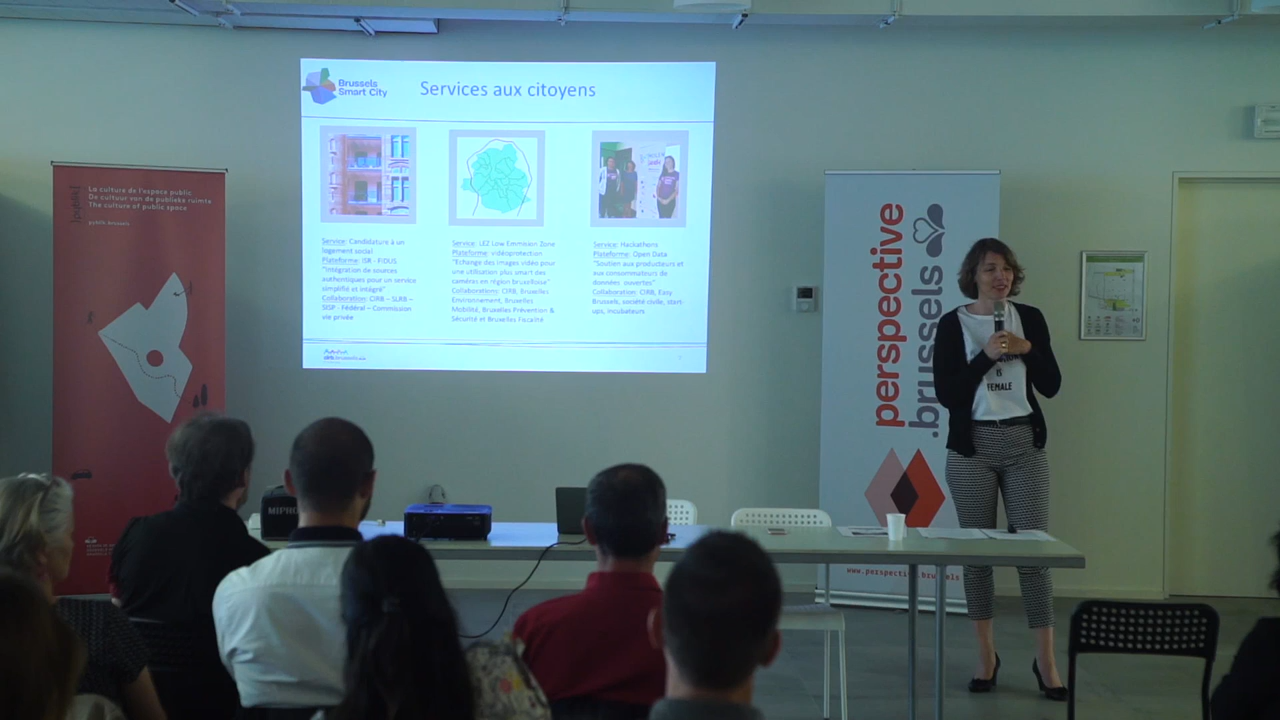 Brussels
Smart City
Services aux citoyens
Service: Candidature à un
logement social
Plateforme: ISR - FIDUS
"Intégration de sources
authentiques pour un service
simplifié et intégré"
Collaboration: CIRB – SLRB –
SISP - Fédéral – Commission
vie privée
Service: LEZ Low Emmission Zone
Plateforme: vidéoprotection
"Echange des images vidéo pour
une utilisation plus smart des
caméras en région bruxelloise"
Collaborations: CIRB, Bruxelles
Environnement, Bruxelles
Mobilité, Bruxelles Prévention &
Sécurité et Bruxelles Fiscalité
Service: Hackathons
Plateforme: Open Data
"Soutien aux producteurs et
aux consommateurs de
données ouvertes"
Collaboration: CIRB, Easy
Brussels, société civile, start-
ups, incubateurs
La culture de l'espace public
De cultuur van de publieke ruimte
The culture of public space
publik.brussels
perspective
.brussels
www.perspective.brussels
FEMALE
MIPRO